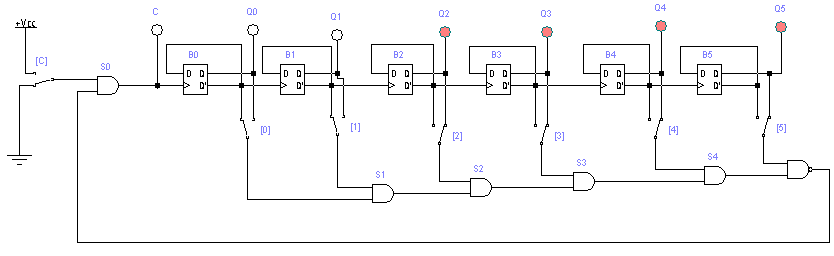 C Q0 Q1 Q2 Q3 Q4 Q5
+Vcc
[C] S0 B0 B1 B2 B3 B4 B5
D Q D Q D Q D Q D Q D Q
Q' Q' Q' Q' Q' Q'
[0] [1] [2] [3] [4] [5]
S1 S2 S3 S4